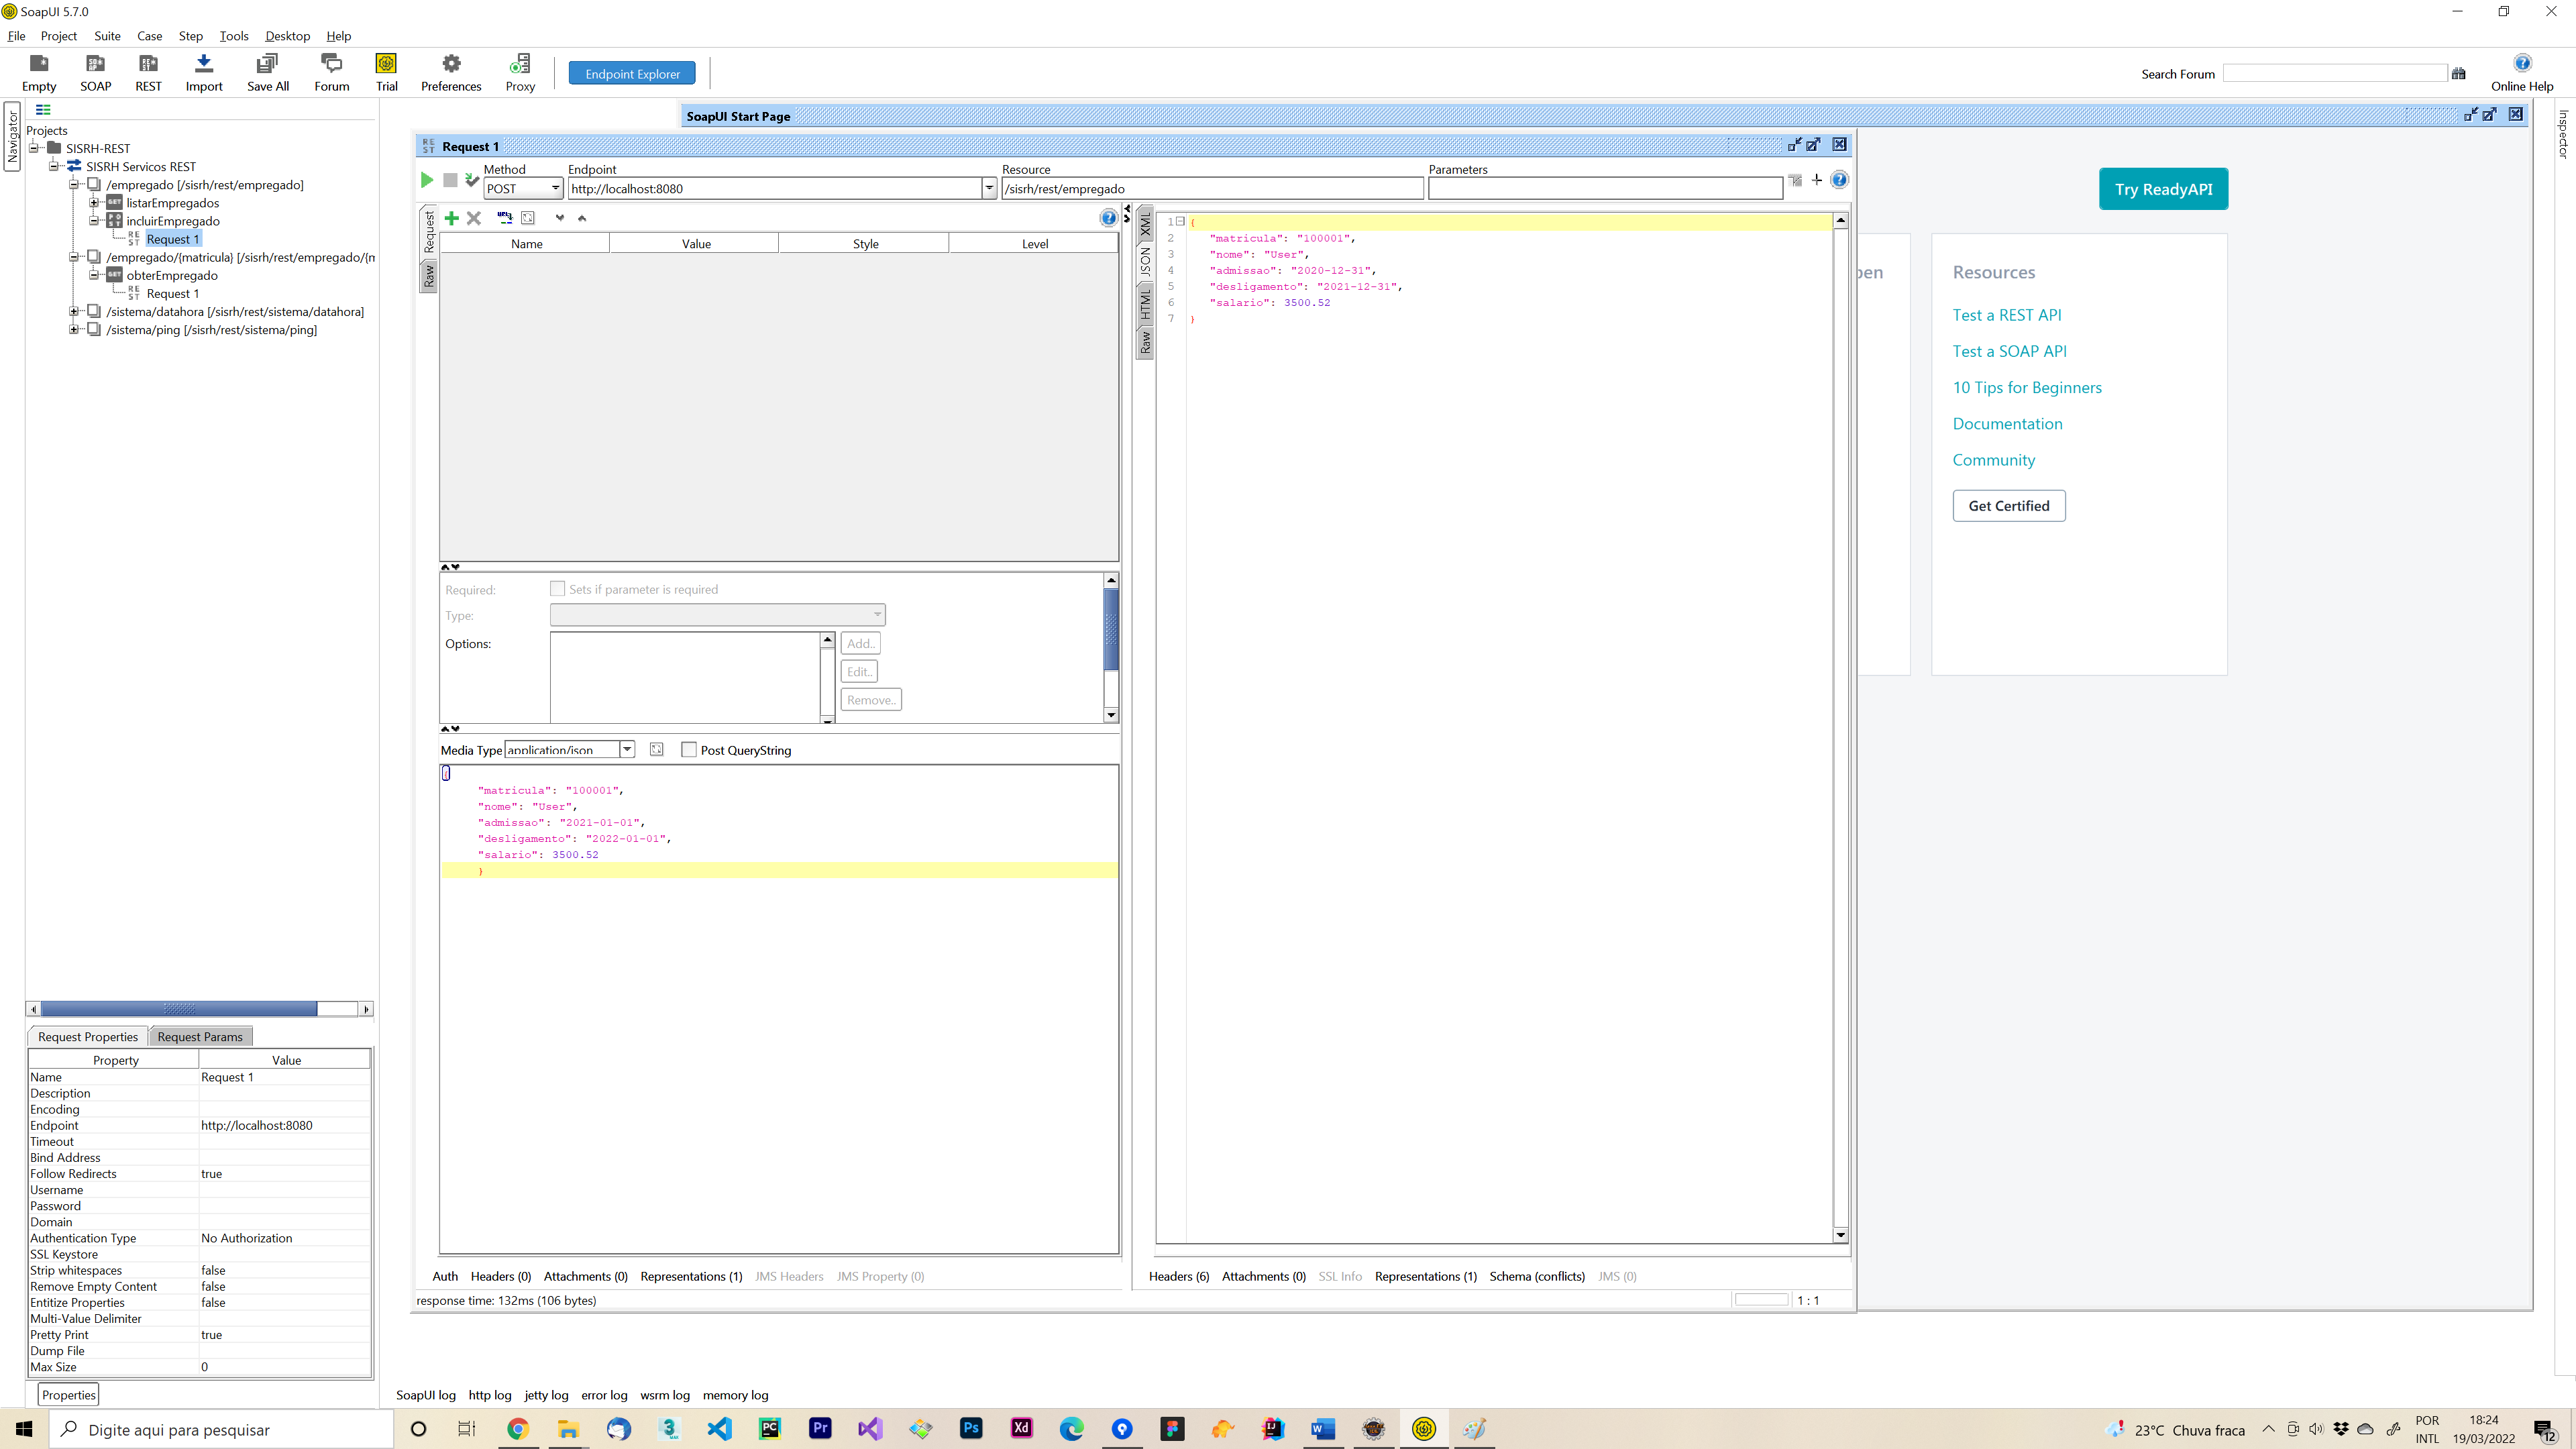 SoapUI 5.7.0
File Project Suite Case Step Tools Desktop Help
Empty SOAP REST Import Save All Forum Trial Preferences Proxy Endpoint Explorer Search Forum Online Help
Navigator
Inspector
Projects
SISRH-REST
SISRH Servicos REST
/empregado [/sisrh/rest/empregado]
listarEmpregados
incluirEmpregado
Request 1
/empregado/{matricula} [/sisrh/rest/empregado/{m
obterEmpregado
Request 1
/sistema/datahora [/sisrh/rest/sistema/datahora]
/sistema/ping [/sisrh/rest/sistema/ping]
Request Properties Request Params
Property Value
Name Request 1
Description
Encoding
Endpoint http://localhost:8080
Timeout
Bind Address
Follow Redirects true
Username
Password
Domain
Authentication Type No Authorization
SSL Keystore
Strip whitespaces false
Remove Empty Content false
Entitize Properties false
Multi-Value Delimiter
Pretty Print true
Dump File
Max Size 0
Properties
SoapUI Start Page
Request 1
Method Endpoint Resource Parameters
POST http://localhost:8080 /sisrh/rest/empregado
Request
Raw
Name Value Style Level
Required: Sets if parameter is required
Type:
Options: Add..
Edit..
Remove..
Media Type application/json Post QueryString
{
"matricula": "100001",
"nome": "User",
"admissao": "2021-01-01",
"desligamento": "2022-01-01",
"salario": 3500.52
}
Auth Headers (0) Attachments (0) Representations (1) JMS Headers JMS Property (0)
response time: 132ms (106 bytes)
XML
JSON
HTML
Raw
1 {
2 "matricula": "100001",
3 "nome": "User",
4 "admissao": "2020-12-31",
5 "desligamento": "2021-12-31",
6 "salario": 3500.52
7 }
Headers (6) Attachments (0) SSL Info Representations (1) Schema (conflicts) JMS (0)
1 : 1
Try ReadyAPI
Resources
Test a REST API
Test a SOAP API
10 Tips for Beginners
Documentation
Community
Get Certified
SoapUI log http log jetty log error log wsrm log memory log
Digite aqui para pesquisar
23°C Chuva fraca
POR
INTL
18:24
19/03/2022
12